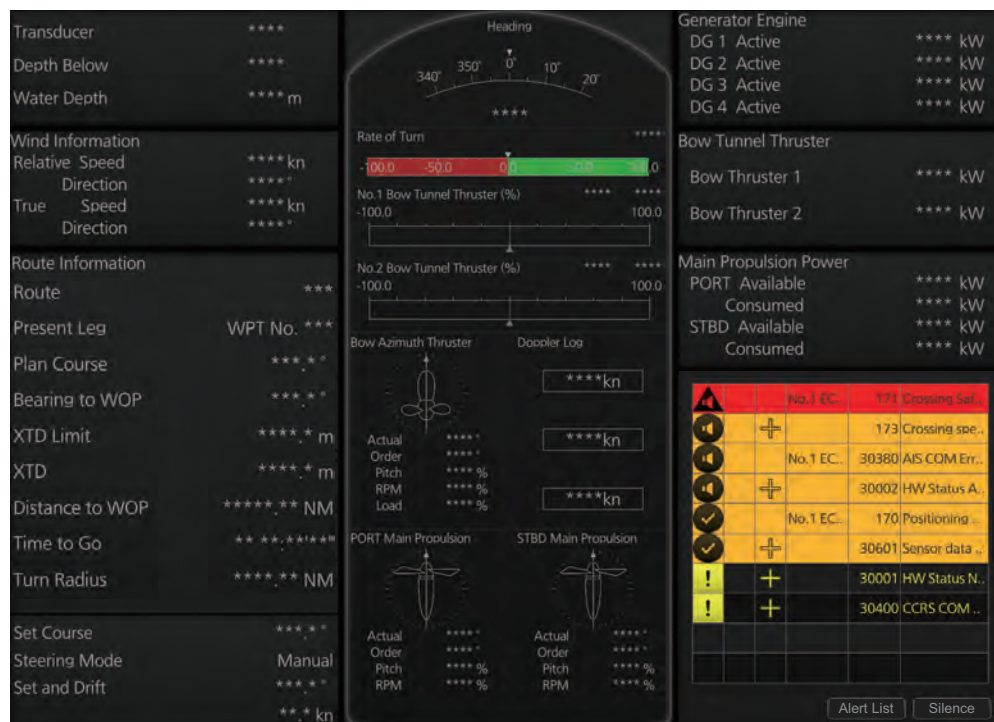 Transducer ****
Depth Below ****
Water Depth ****m
Wind Information
Relative Speed ****kn
Direction ****°
True Speed ****kn
Direction ****°
Route Information
Route ***
Present Leg WPT No. ***
Plan Course ***.*°
Bearing to WOP ***.*°
XTD Limit ****.* m
XTD ****.* m
Distance to WOP *****.** NM
Time to Go ** **.**'**"
Turn Radius ****.** NM
Set Course ***.*°
Steering Mode Manual
Set and Drift ***.*°
**.* kn
Heading
340° 350° 0° 10° 20°
****
Rate of Turn ****
-100.0 -50.0 0.0
No.1 Bow Tunnel Thruster (%) **** ****
-100.0 100.0
No.2 Bow Tunnel Thruster (%) **** ****
-100.0 100.0
Bow Azimuth Thruster Doppler Log
****kn
****kn
****kn
Actual ****°
Order ****°
Pitch **** %
RPM **** %
Load **** %
PORT Main Propulsion STBD Main Propulsion
Actual ****° Actual ****°
Order ****° Order ****°
Pitch **** % Pitch **** %
RPM **** % RPM **** %
Generator Engine
DG 1 Active **** kW
DG 2 Active **** kW
DG 3 Active **** kW
DG 4 Active **** kW
Bow Tunnel Thruster
Bow Thruster 1 **** kW
Bow Thruster 2 **** kW
Main Propulsion Power
PORT Available **** kW
Consumed **** kW
STBD Available **** kW
Consumed **** kW
No.1 EC.. 171 Crossing Saf..
173 Crossing spe..
No.1 EC.. 30380 AIS COM Err..
30002 HW Status A..
No.1 EC.. 170 Positioning ..
30601 Sensor data ..
! 30001 HW Status N..
! 30400 CCRS COM ..
Alert List Silence